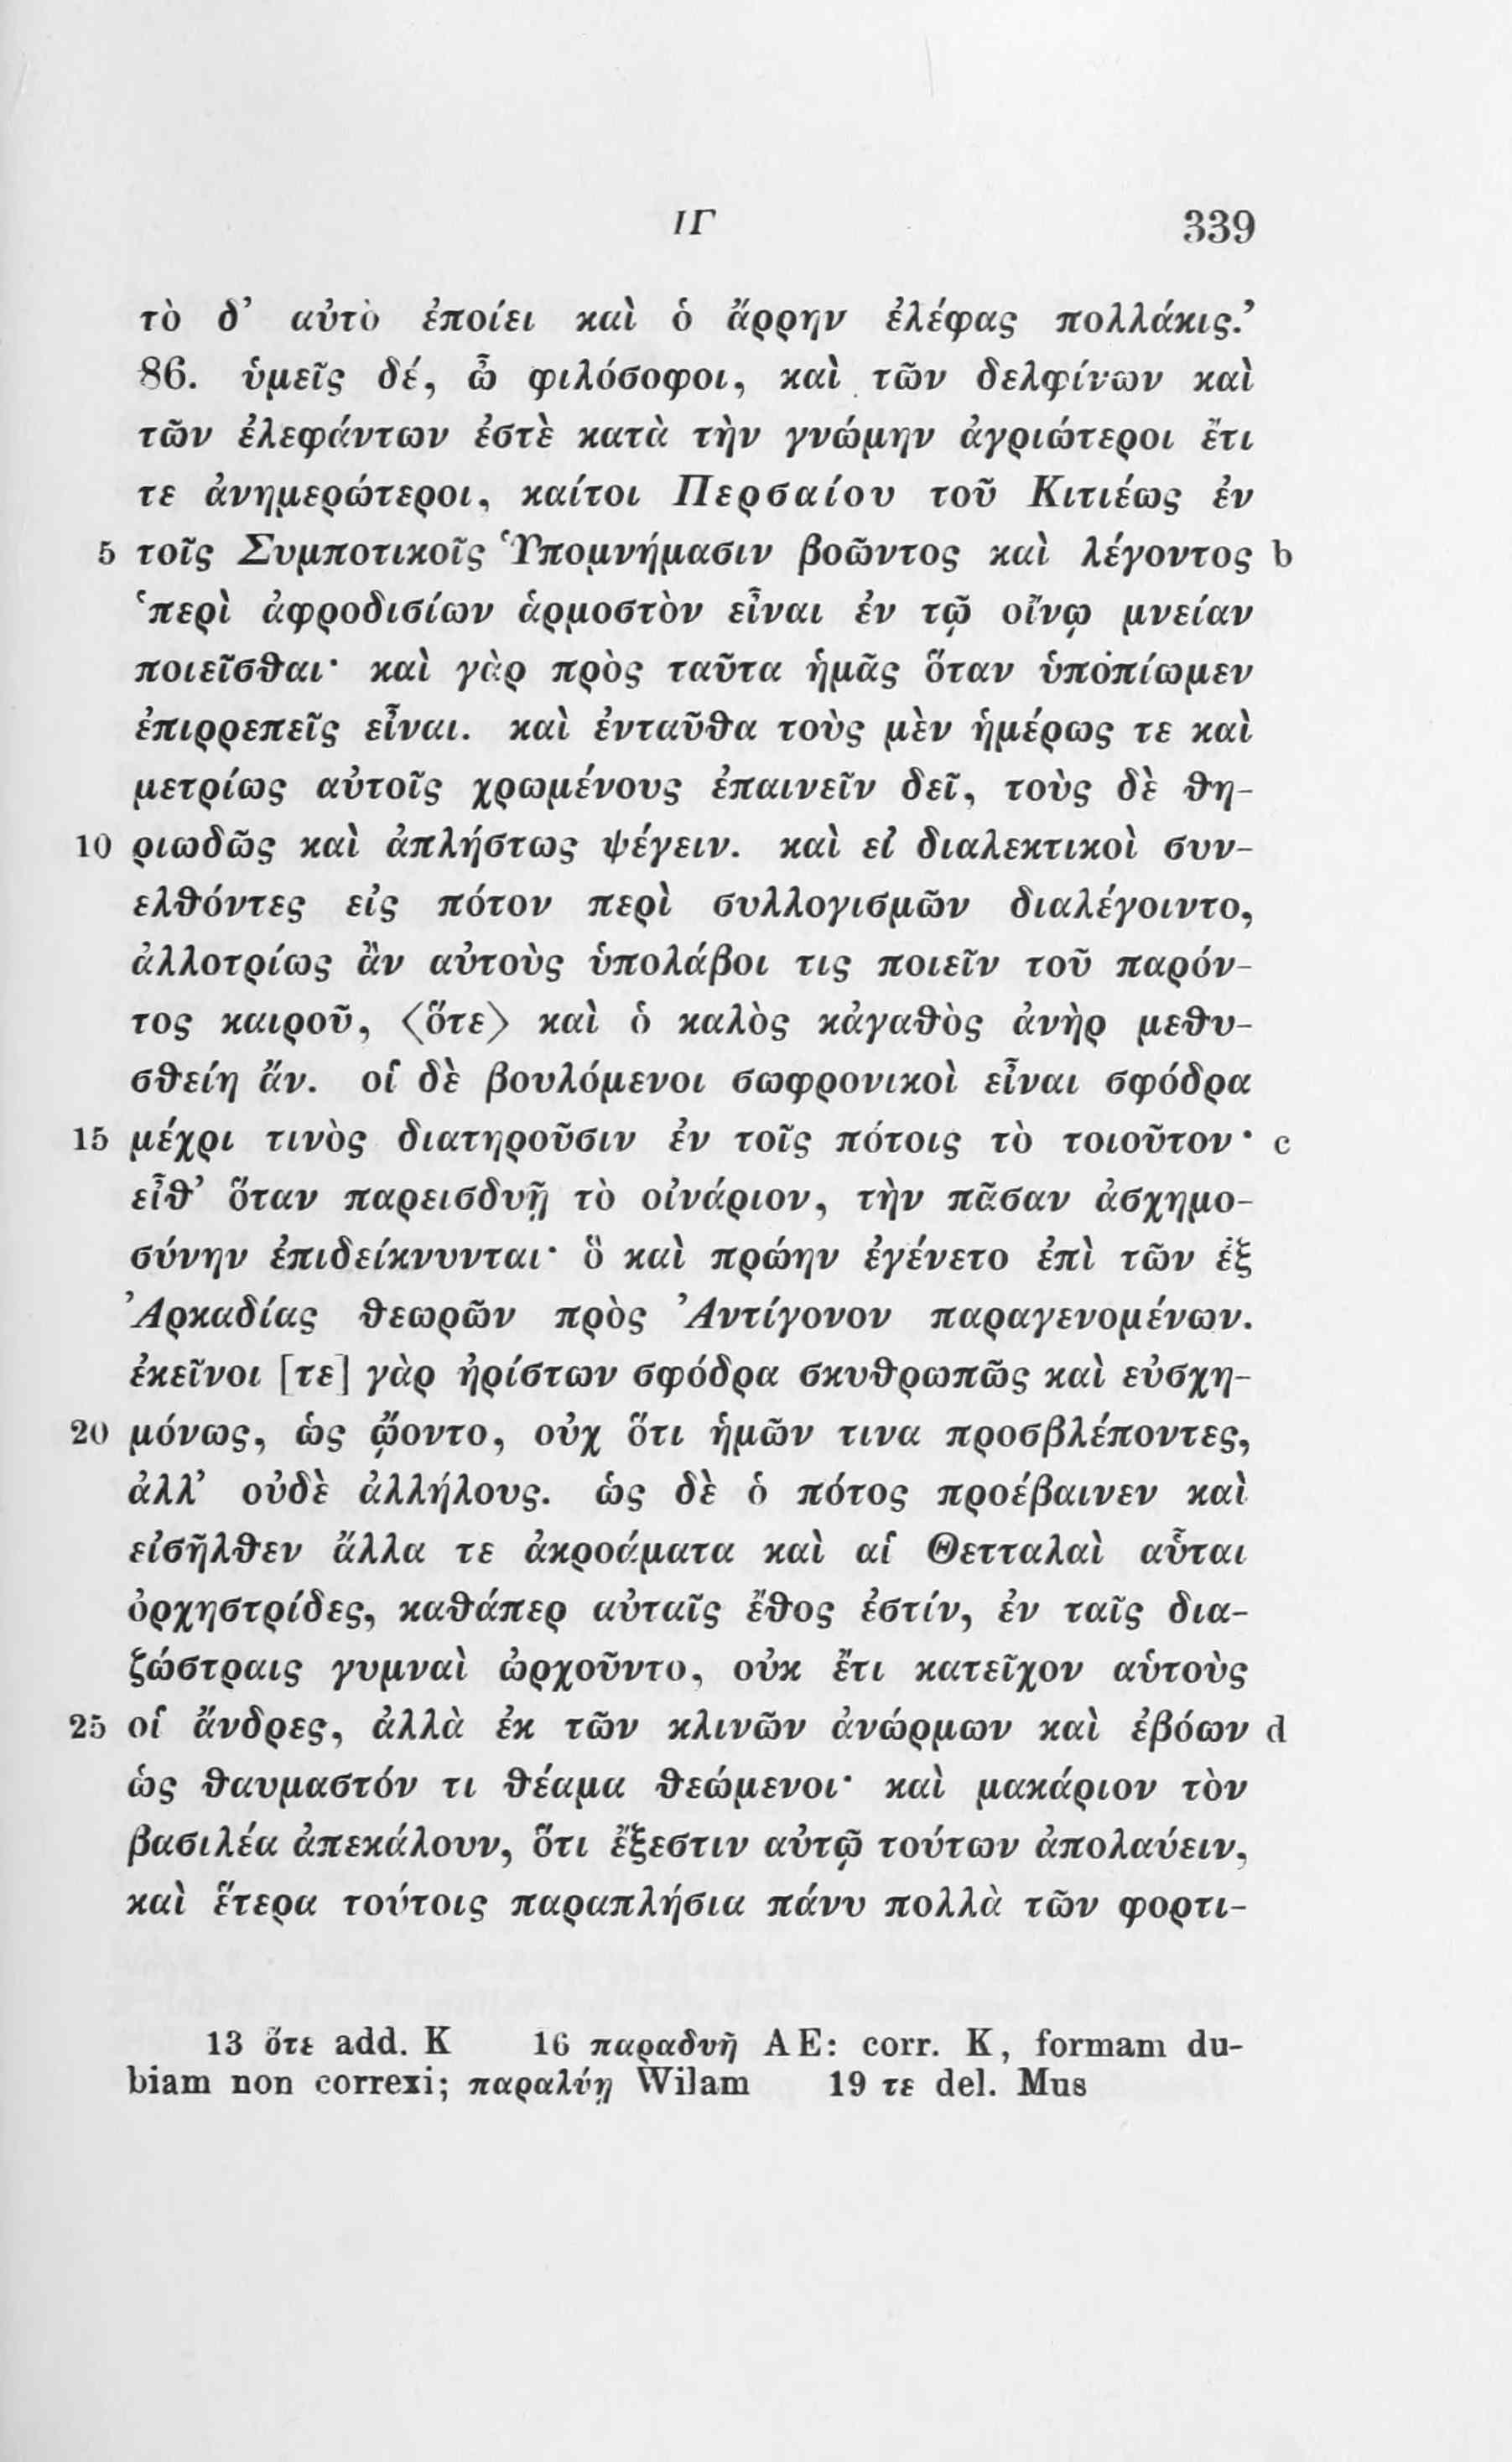 ΙΓ 339
τὸ δ’ αὐτὸ ἐποίει καὶ ὁ ἄρρην ἐλέφας πολλάκις.’
86. ὑμεῖς δέ, ὦ φιλόσοφοι, καὶ τῶν δελφίνων καὶ
τῶν ἐλεφάντων ἐστὲ κατὰ τὴν γνώμην ἀγριώτεροι ἔτι
τε ἀνημερώτεροι, καίτοι Περσαίου τοῦ Κιτιέως ἐν
5 τοῖς Συμποτικοῖς Ὑπομνήμασιν βοῶντος καὶ λέγοντος b
‘περὶ ἀφροδισίων ἁρμοστὸν εἶναι ἐν τῷ οἴνῳ μνείαν
ποιεῖσθαι· καὶ γὰρ πρὸς ταῦτα ἡμᾶς ὅταν ὑποπίωμεν
ἐπιρρεπεῖς εἶναι. καὶ ἐνταῦθα τοὺς μὲν ἡμέρως τε καὶ
μετρίως αὐτοῖς χρωμένους ἐπαινεῖν δεῖ, τοὺς δὲ θη-
10 ριωδῶς καὶ ἀπλήστως ψέγειν. καὶ εἰ διαλεκτικοὶ συν-
ελθόντες εἰς πότον περὶ συλλογισμῶν διαλέγοιντο,
ἀλλοτρίως ἂν αὐτοὺς ὑπολάβοι τις ποιεῖν τοῦ παρόν-
τος καιροῦ, 〈ὅτε〉 καὶ ὁ καλὸς κἀγαθὸς ἀνὴρ μεθυ-
σθείη ἄν. οἱ δὲ βουλόμενοι σωφρονικοὶ εἶναι σφόδρα
15 μέχρι τινὸς διατηροῦσιν ἐν τοῖς πότοις τὸ τοιοῦτον· c
εἶθ’ ὅταν παρεισδυῇ τὸ οἰνάριον, τὴν πᾶσαν ἀσχημο-
σύνην ἐπιδείκνυνται· ὃ καὶ πρώην ἐγένετο ἐπὶ τῶν ἐξ
Ἀρκαδίας θεωρῶν πρὸς Ἀντίγονον παραγενομένων.
ἐκεῖνοι [τε] γὰρ ἠρίστων σφόδρα σκυθρωπῶς καὶ εὐσχη-
20 μόνως, ὡς ᾤοντο, οὐχ ὅτι ἡμῶν τινα προσβλέποντες,
ἀλλ’ οὐδὲ ἀλλήλους. ὡς δὲ ὁ πότος προέβαινεν καὶ
εἰσῆλθεν ἄλλα τε ἀκροάματα καὶ αἱ Θετταλαὶ αὗται
ὀρχηστρίδες, καθάπερ αὐταῖς ἔθος ἐστίν, ἐν ταῖς δια-
ζώστραις γυμναὶ ὠρχοῦντο, οὐκ ἔτι κατεῖχον αὑτοὺς
25 οἱ ἄνδρες, ἀλλὰ ἐκ τῶν κλινῶν ἀνώρμων καὶ ἐβόων d
ὡς θαυμαστόν τι θέαμα θεώμενοι· καὶ μακάριον τὸν
βασιλέα ἀπεκάλουν, ὅτι ἔξεστιν αὐτῷ τούτων ἀπολαύειν,
καὶ ἕτερα τούτοις παραπλήσια πάνυ πολλὰ τῶν φορτι-
13 ὅτε add. K 16 παραδυῆ AE: corr. K, formam du-
biam non correxi; παραλύῃ Wilam 19 τε del. Mus